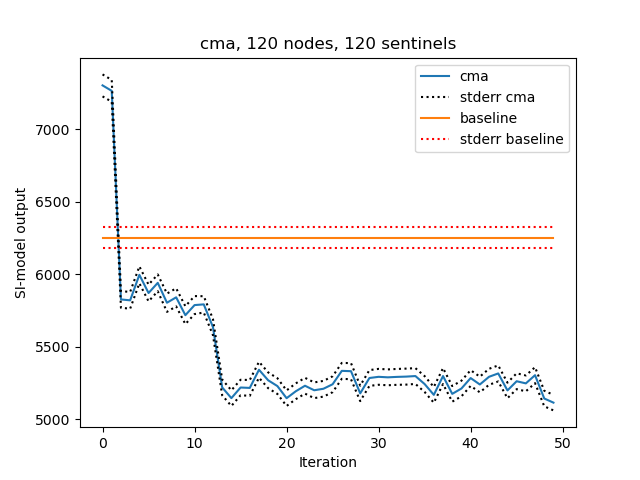 cma, 120 nodes, 120 sentinels
cma
stderr cma
baseline
stderr baseline
SI-model output
7000
6500
6000
5500
5000
0
10
20
30
40
50
Iteration